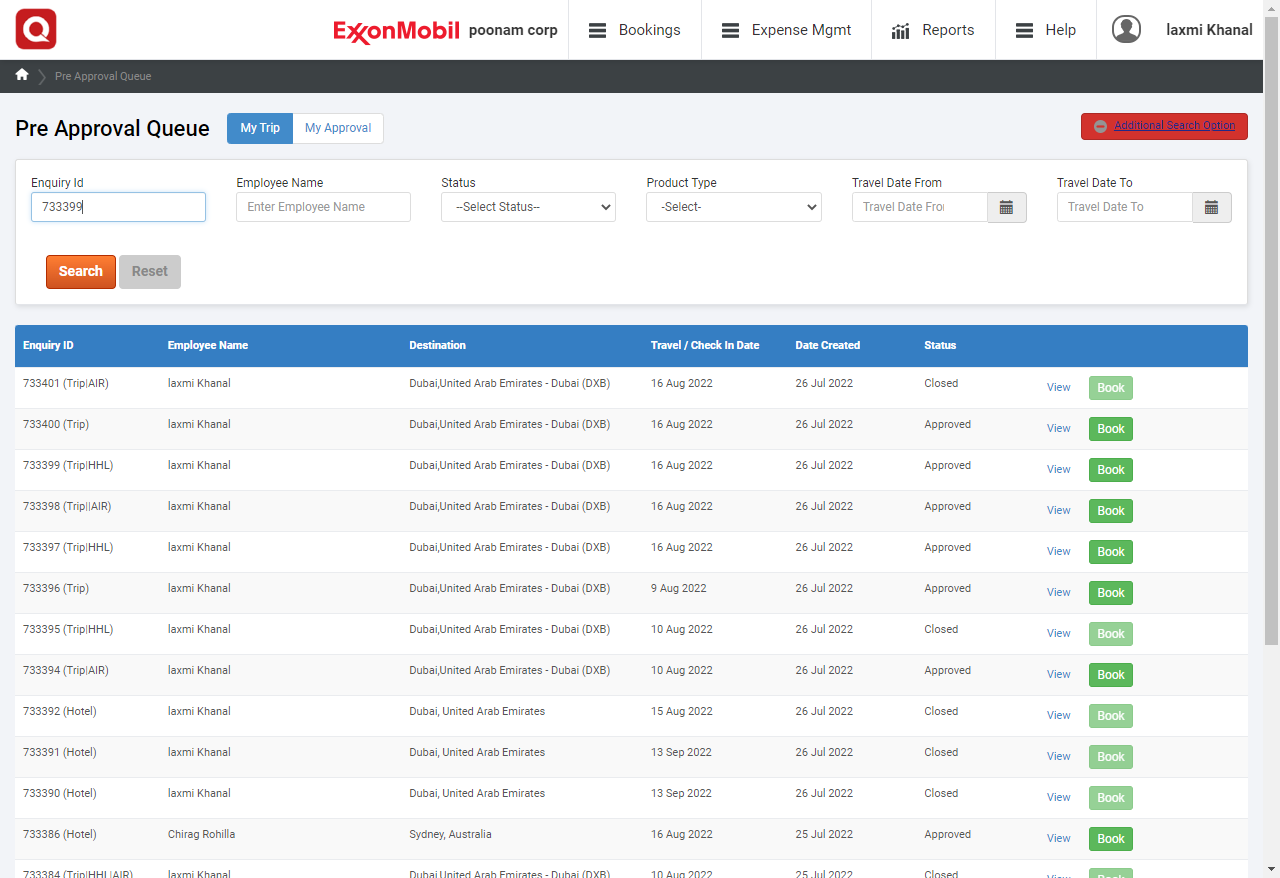 Q ExxonMobil poonam corp Bookings Expense Mgmt Reports Help laxmi Khanal
Pre Approval Queue
Pre Approval Queue My Trip My Approval Additional Search Option
Enquiry Id Employee Name Status Product Type Travel Date From Travel Date To
733399 Enter Employee Name --Select Status-- -Select- Travel Date Fro Travel Date To
Search Reset
Enquiry ID Employee Name Destination Travel / Check In Date Date Created Status
733401 (Trip|AIR) laxmi Khanal Dubai,United Arab Emirates - Dubai (DXB) 16 Aug 2022 26 Jul 2022 Closed View Book
733400 (Trip) laxmi Khanal Dubai,United Arab Emirates - Dubai (DXB) 16 Aug 2022 26 Jul 2022 Approved View Book
733399 (Trip|HHL) laxmi Khanal Dubai,United Arab Emirates - Dubai (DXB) 16 Aug 2022 26 Jul 2022 Approved View Book
733398 (Trip||AIR) laxmi Khanal Dubai,United Arab Emirates - Dubai (DXB) 16 Aug 2022 26 Jul 2022 Approved View Book
733397 (Trip|HHL) laxmi Khanal Dubai,United Arab Emirates - Dubai (DXB) 16 Aug 2022 26 Jul 2022 Approved View Book
733396 (Trip) laxmi Khanal Dubai,United Arab Emirates - Dubai (DXB) 9 Aug 2022 26 Jul 2022 Approved View Book
733395 (Trip|HHL) laxmi Khanal Dubai,United Arab Emirates - Dubai (DXB) 10 Aug 2022 26 Jul 2022 Closed View Book
733394 (Trip|AIR) laxmi Khanal Dubai,United Arab Emirates - Dubai (DXB) 10 Aug 2022 26 Jul 2022 Approved View Book
733392 (Hotel) laxmi Khanal Dubai, United Arab Emirates 15 Aug 2022 26 Jul 2022 Closed View Book
733391 (Hotel) laxmi Khanal Dubai, United Arab Emirates 13 Sep 2022 26 Jul 2022 Closed View Book
733390 (Hotel) laxmi Khanal Dubai, United Arab Emirates 13 Sep 2022 26 Jul 2022 Closed View Book
733386 (Hotel) Chirag Rohilla Sydney, Australia 16 Aug 2022 25 Jul 2022 Approved View Book
733384 (Trip|HHL|AIR) laxmi Khanal Dubai,United Arab Emirates - Dubai (DXB) 10 Aug 2022 25 Jul 2022 Closed View Book